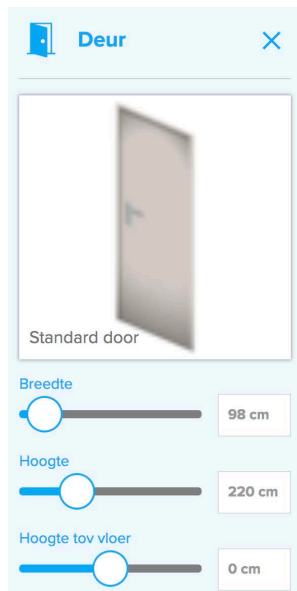 Deur
Standard door
Breedte
98 cm
Hoogte
220 cm
Hoogte tov vloer
0 cm